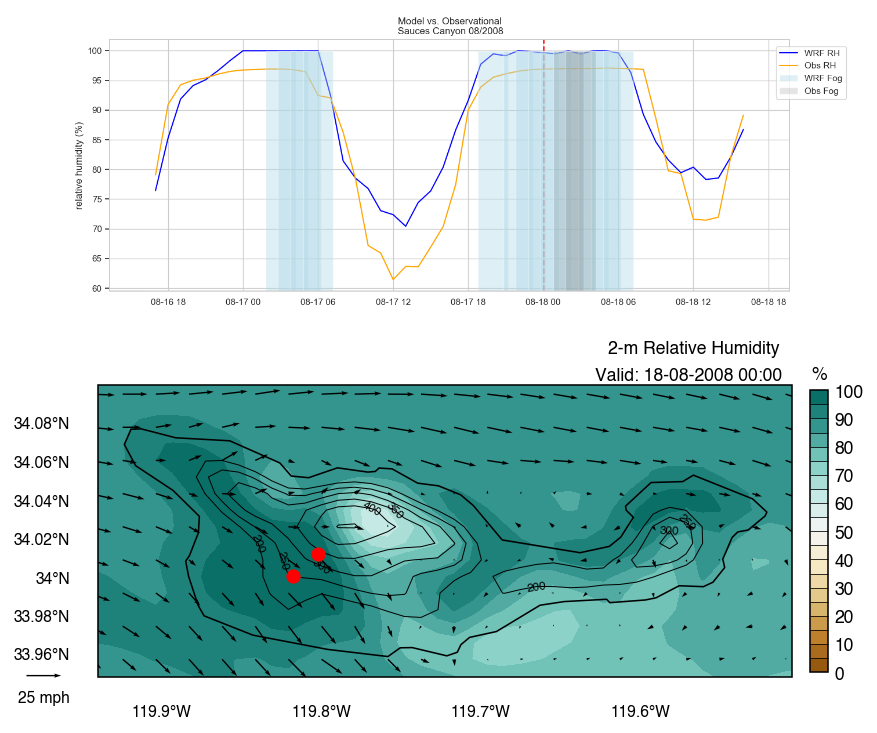 Model vs. Observational
Sauces Canyon 08/2008
relative humidity (%)
100
95
90
85
80
75
70
65
60
08-16 18
08-17 00
08-17 06
08-17 12
08-17 18
08-18 00
08-18 06
08-18 12
08-18 18
WRF RH
Obs RH
WRF Fog
Obs Fog
2-m Relative Humidity
Valid: 18-08-2008 00:00
%
34.08°N
34.06°N
34.04°N
34.02°N
34°N
33.98°N
33.96°N
25 mph
119.9°W
119.8°W
119.7°W
119.6°W
400
200
300
200
100
90
80
70
60
50
40
30
20
10
0